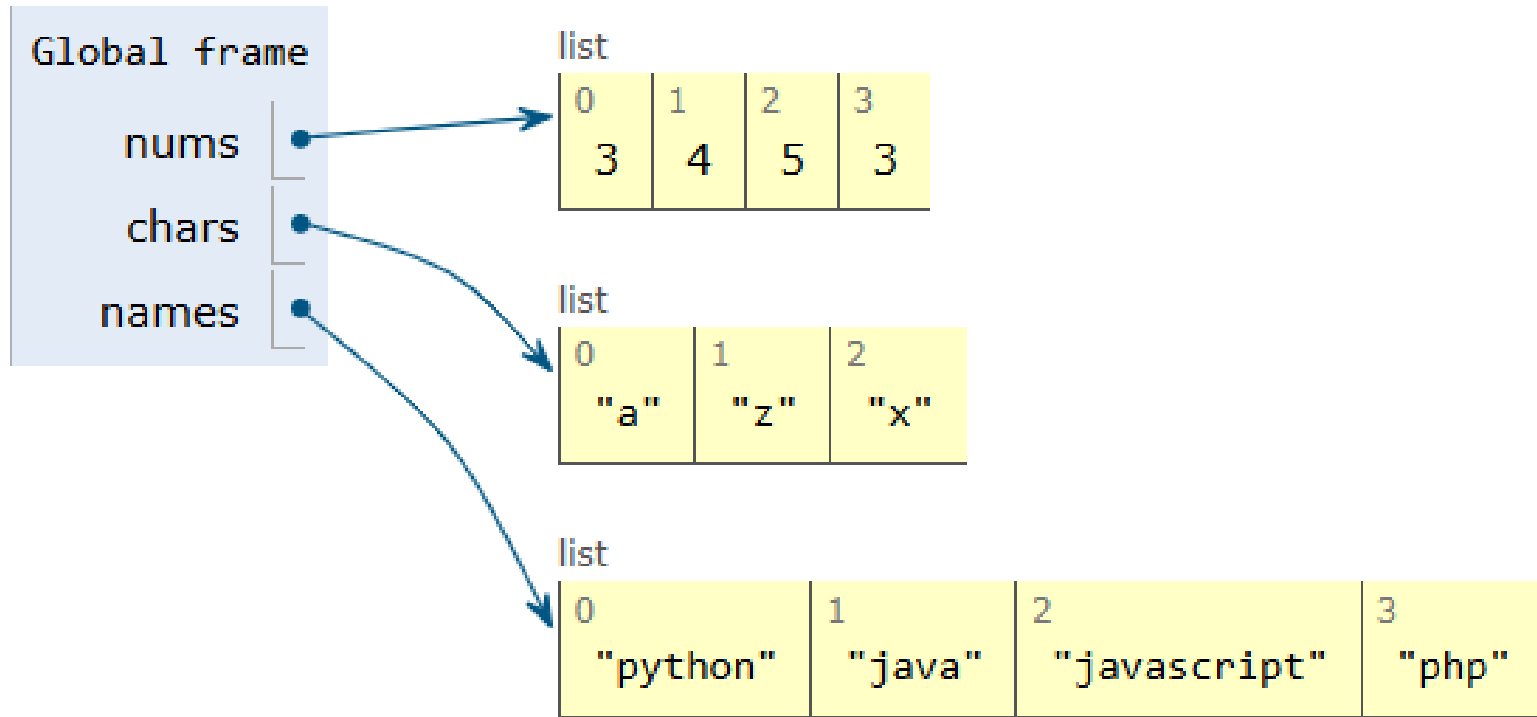 Global frame
nums
chars
names
list
0 1 2 3
3 4 5 3
list
0 1 2
"a" "z" "x"
list
0 1 2 3
"python" "java" "javascript" "php"